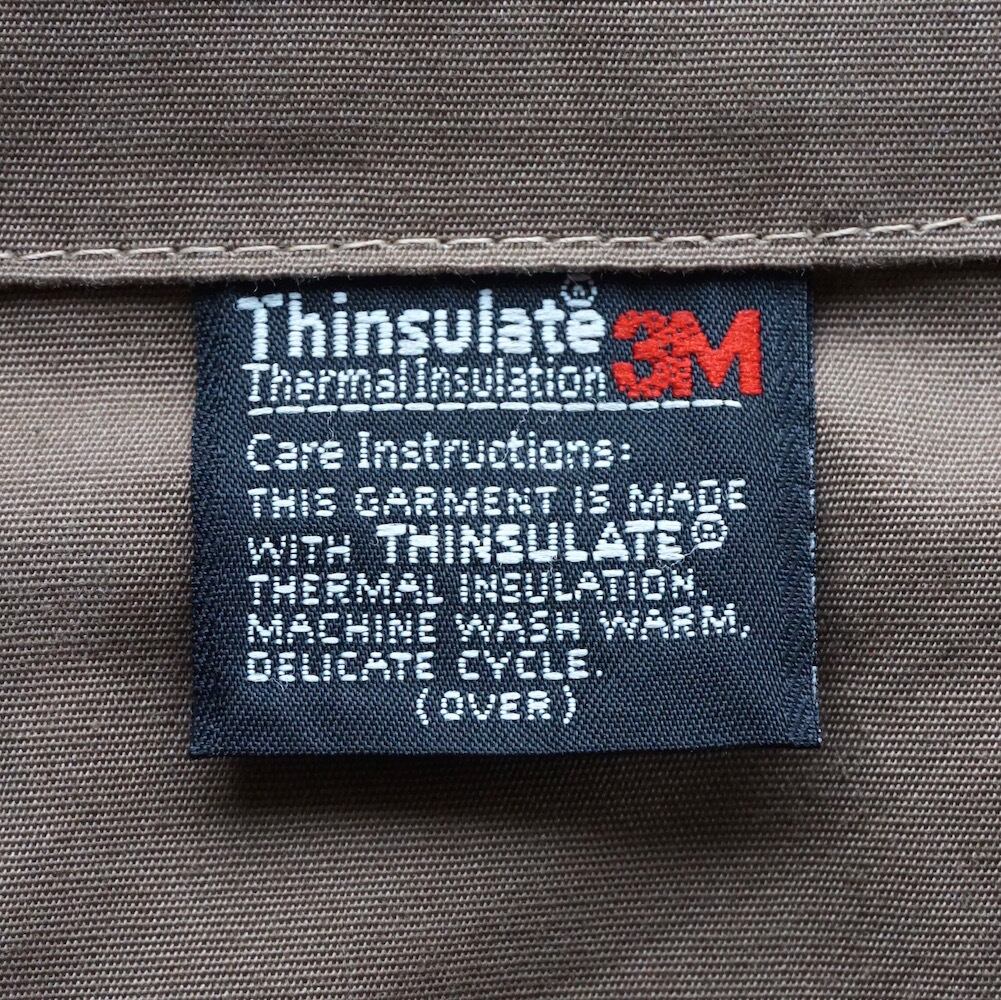 Thinsulate® 3M
Thermal Insulation
Care Instructions:
THIS GARMENT IS MADE
WITH THINSULATE®
THERMAL INSULATION.
MACHINE WASH WARM,
DELICATE CYCLE.
(OVER)